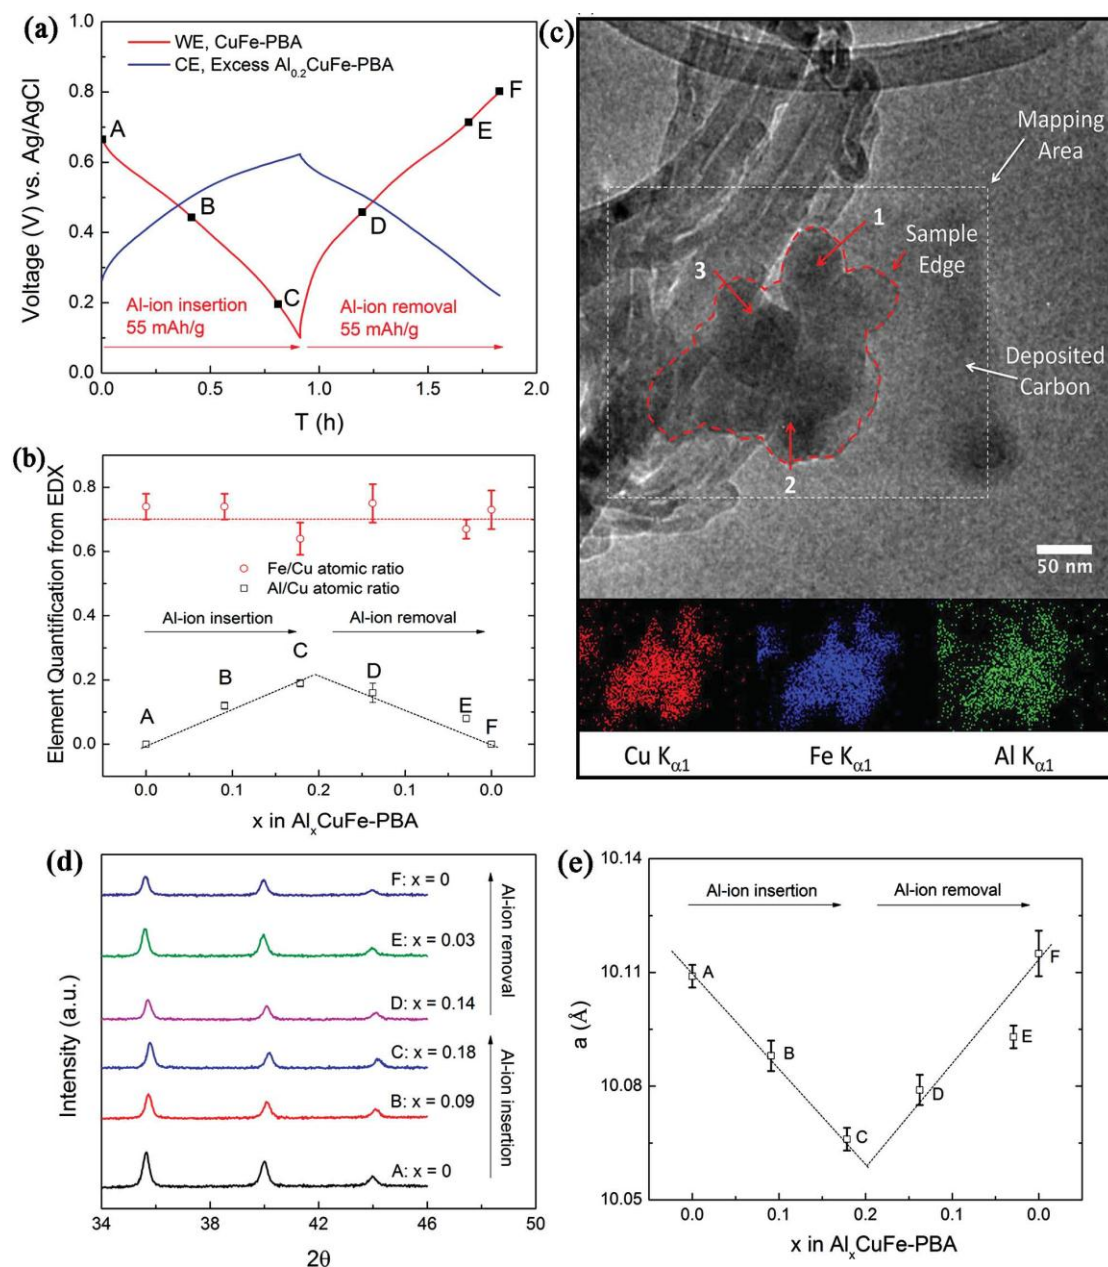 (a)
WE, CuFe-PBA
CE, Excess Al0.2CuFe-PBA
1.0
0.8
0.6
0.4
0.2
0.0
Voltage (V) vs. Ag/AgCl
A
B
C
D
E
F
Al-ion insertion
55 mAh/g
Al-ion removal
55 mAh/g
0.0 0.5 1.0 1.5 2.0
T (h)
(b)
Element Quantification from EDX
0.8
0.6
0.4
0.2
0.0
Fe/Cu atomic ratio
Al/Cu atomic ratio
Al-ion insertion
Al-ion removal
A
B
C
D
E
F
0.0 0.1 0.2 0.1 0.0
x in AlxCuFe-PBA
(c)
Mapping
Area
1
Sample
Edge
3
Deposited
Carbon
2
50 nm
Cu Kα1
Fe Kα1
Al Kα1
(d)
Intensity (a.u.)
F: x = 0
E: x = 0.03
D: x = 0.14
C: x = 0.18
B: x = 0.09
A: x = 0
Al-ion removal
Al-ion insertion
34 38 42 46 50
2θ
(e)
10.14
10.11
10.08
10.05
a (Å)
Al-ion insertion
Al-ion removal
A
B
C
D
E
F
0.0 0.1 0.2 0.1 0.0
x in AlxCuFe-PBA